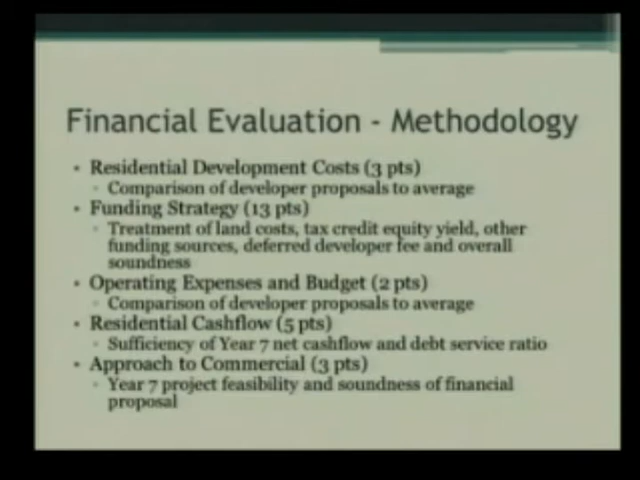 Financial Evaluation - Methodology
• Residential Development Costs (3 pts)
▫ Comparison of developer proposals to average
• Funding Strategy (13 pts)
▫ Treatment of land costs, tax credit equity yield, other
funding sources, deferred developer fee and overall
soundness
• Operating Expenses and Budget (2 pts)
▫ Comparison of developer proposals to average
• Residential Cashflow (5 pts)
▫ Sufficiency of Year 7 net cashflow and debt service ratio
• Approach to Commercial (3 pts)
▫ Year 7 project feasibility and soundness of financial
proposal